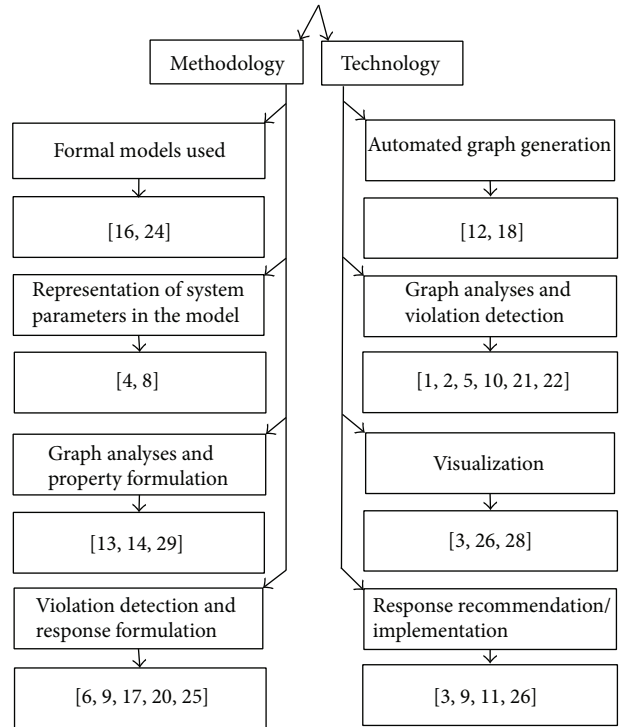 Methodology
Technology
Formal models used
[16, 24]
Representation of system
parameters in the model
[4, 8]
Graph analyses and
property formulation
[13, 14, 29]
Violation detection and
response formulation
[6, 9, 17, 20, 25]
Automated graph generation
[12, 18]
Graph analyses and
violation detection
[1, 2, 5, 10, 21, 22]
Visualization
[3, 26, 28]
Response recommendation/
implementation
[3, 9, 11, 26]